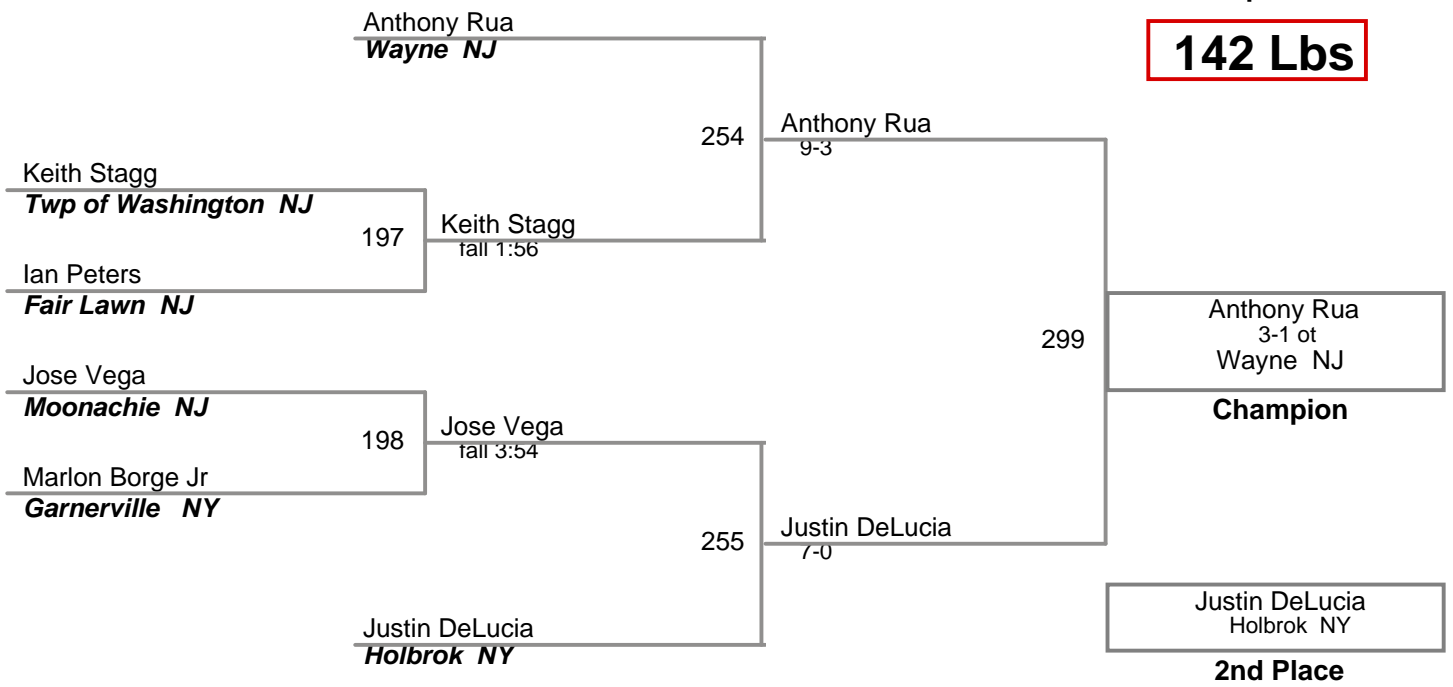 142 Lbs
Anthony Rua
Wayne NJ
Keith Stagg
Twp of Washington NJ
197
Ian Peters
Fair Lawn NJ
Keith Stagg
fall 1:56
254
Anthony Rua
9-3
Jose Vega
Moonachie NJ
198
Marlon Borge Jr
Garnerville NY
Jose Vega
fall 3:54
255
Justin DeLucia
7-0
Justin DeLucia
Holbrok NY
299
Anthony Rua
3-1 ot
Wayne NJ
Champion
Justin DeLucia
Holbrok NY
2nd Place